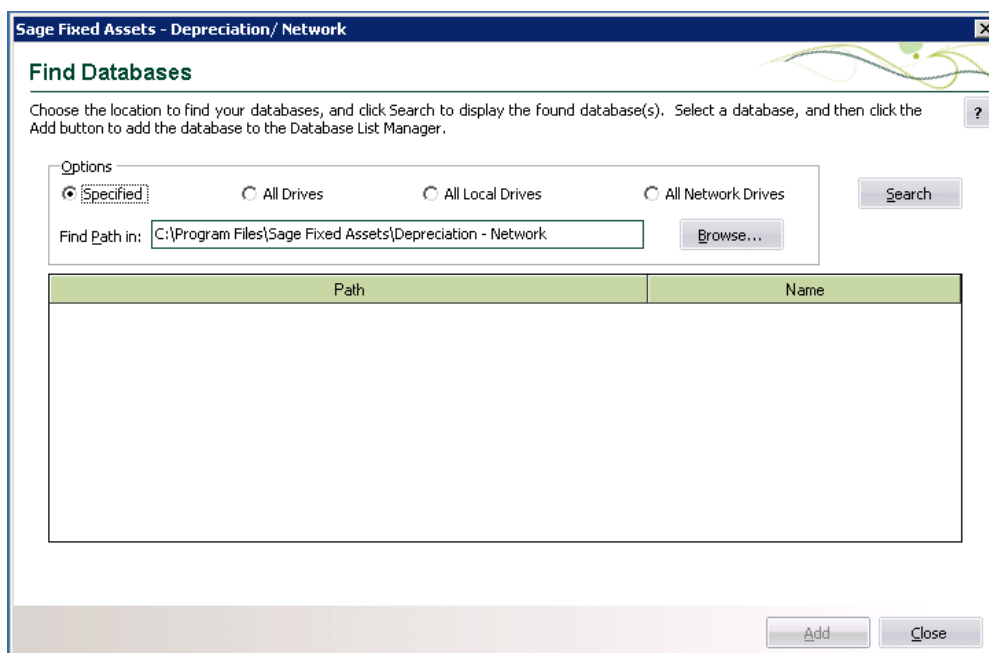 Sage Fixed Assets - Depreciation/ Network
Find Databases
Choose the location to find your databases, and click Search to display the found database(s). Select a database, and then click the
Add button to add the database to the Database List Manager.
?
Options
Specified All Drives All Local Drives All Network Drives Search
Find Path in: C:\Program Files\Sage Fixed Assets\Depreciation - Network Browse...
Path Name
Add Close